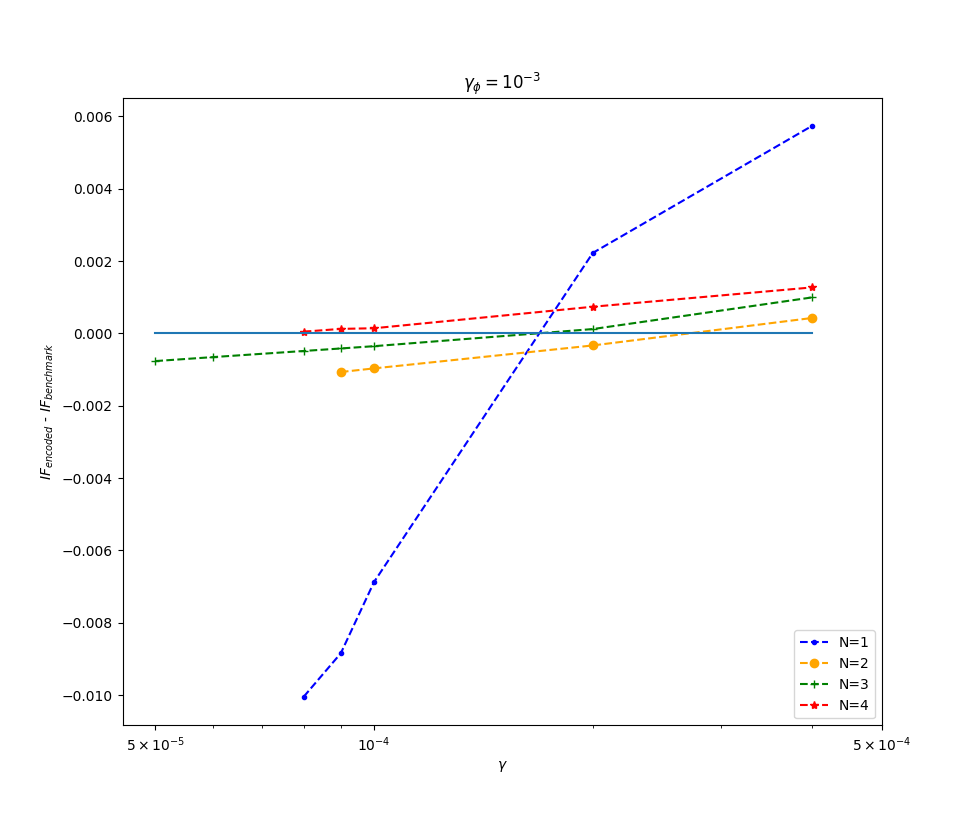 γ_ϕ = 10⁻³
0.006
0.004
0.002
0.000
−0.002
−0.004
−0.006
−0.008
−0.010
IF_encoded - IF_benchmark
5 × 10⁻⁵
10⁻⁴
5 × 10⁻⁴
γ
N=1
N=2
N=3
N=4